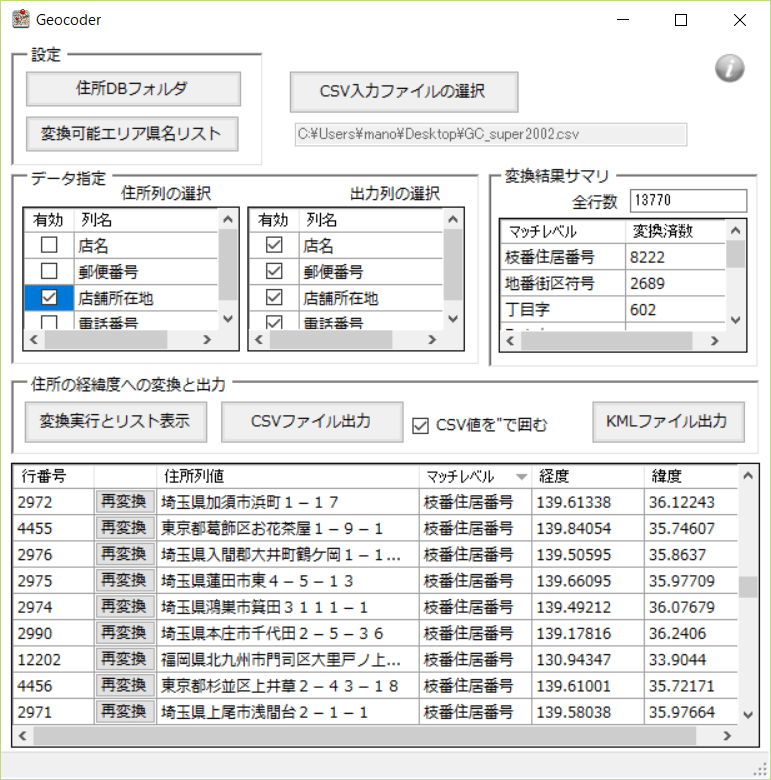 Geocoder
設定
住所DBフォルダ
変換可能エリア県名リスト
CSV入力ファイルの選択
C:¥Users¥mano¥Desktop¥GC_super2002.csv
データ指定
住所列の選択
有効 列名
店名
郵便番号
店舗所在地
電話番号
出力列の選択
有効 列名
店名
郵便番号
店舗所在地
電話番号
変換結果サマリ
全行数 13770
マッチレベル 変換済数
枝番住居番号 8222
地番街区符号 2689
丁目字 602
住所の経緯度への変換と出力
変換実行とリスト表示 CSVファイル出力 CSV値を"で囲む KMLファイル出力
行番号 住所列値 マッチレベル 経度 緯度
2972 再変換 埼玉県加須市浜町１－１７ 枝番住居番号 139.61338 36.12243
4455 再変換 東京都葛飾区お花茶屋１－９－１ 枝番住居番号 139.84054 35.74607
2976 再変換 埼玉県入間郡大井町鶴ケ岡１－１... 枝番住居番号 139.50595 35.8637
2975 再変換 埼玉県蓮田市東４－５－１３ 枝番住居番号 139.66095 35.97709
2974 再変換 埼玉県鴻巣市箕田３１１１－１ 枝番住居番号 139.49212 36.07679
2990 再変換 埼玉県本庄市千代田２－５－３６ 枝番住居番号 139.17816 36.2406
12202 再変換 福岡県北九州市門司区大里戸ノ上... 枝番住居番号 130.94347 33.9044
4456 再変換 東京都杉並区上井草２－４３－１８ 枝番住居番号 139.61001 35.72171
2971 再変換 埼玉県上尾市浅間台２－１－１ 枝番住居番号 139.58038 35.97664